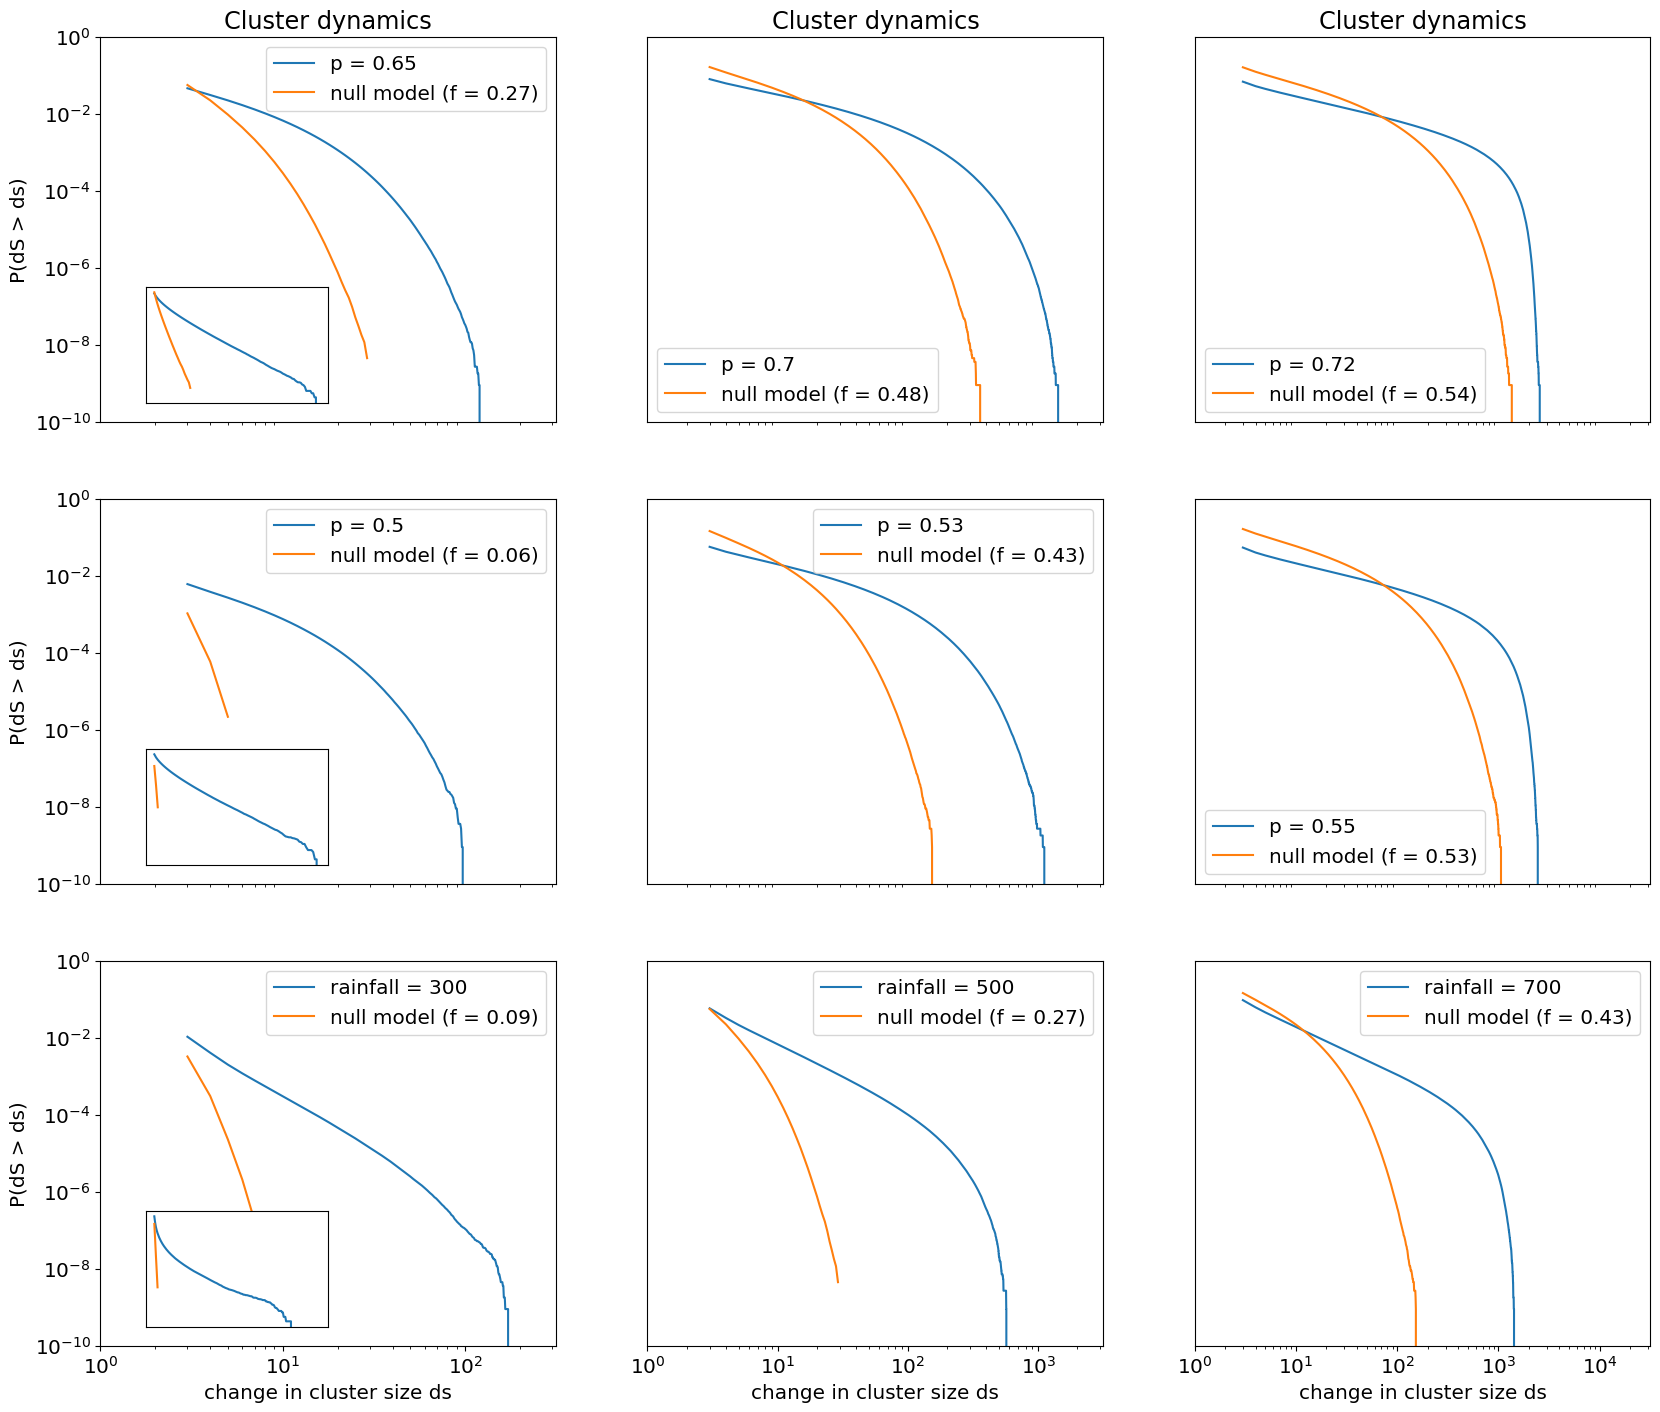 Cluster dynamics
Cluster dynamics
Cluster dynamics
10^0
10^-2
10^-4
10^-6
10^-8
10^-10
P(dS > ds)
p = 0.65
null model (f = 0.27)
p = 0.7
null model (f = 0.48)
p = 0.72
null model (f = 0.54)
10^0
10^-2
10^-4
10^-6
10^-8
10^-10
P(dS > ds)
p = 0.5
null model (f = 0.06)
p = 0.53
null model (f = 0.43)
p = 0.55
null model (f = 0.53)
10^0
10^-2
10^-4
10^-6
10^-8
10^-10
P(dS > ds)
rainfall = 300
null model (f = 0.09)
rainfall = 500
null model (f = 0.27)
rainfall = 700
null model (f = 0.43)
10^0 10^1 10^2
change in cluster size ds
10^0 10^1 10^2 10^3
change in cluster size ds
10^0 10^1 10^2 10^3 10^4
change in cluster size ds